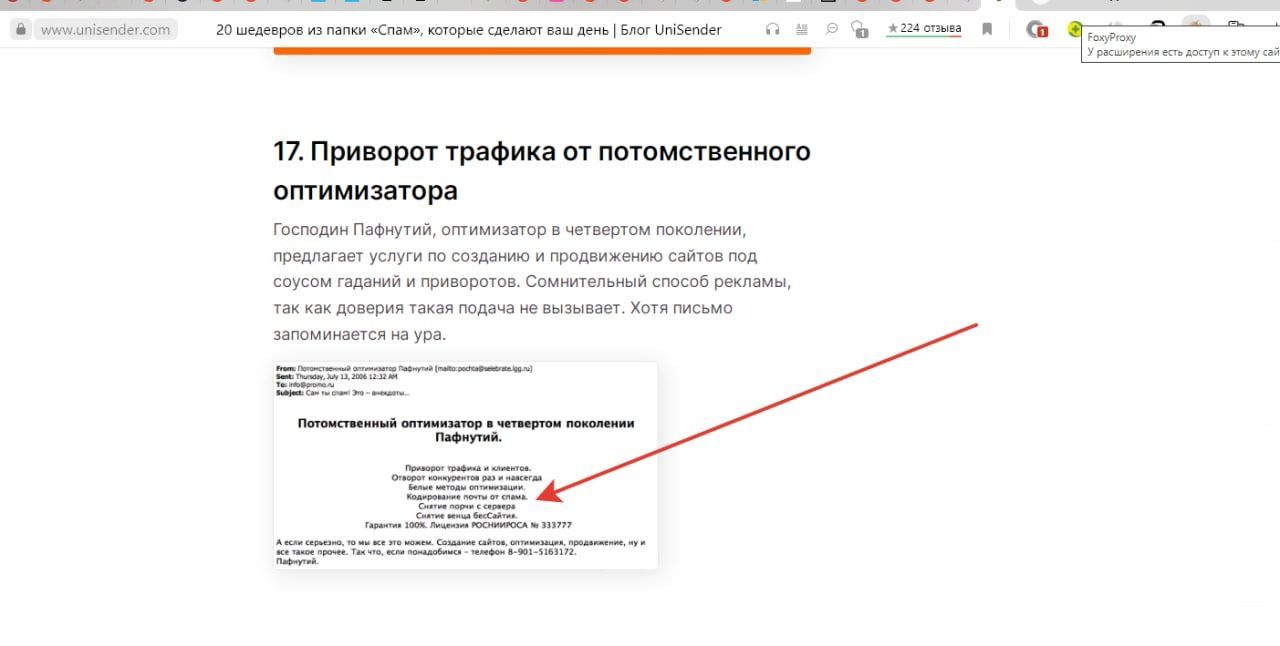 www.unisender.com
20 шедевров из папки «Спам», которые сделают ваш день | Блог UniSender
1
★ 224 отзыва
1
FoxyProxy
У расширения есть доступ к этому сай
17. Приворот трафика от потомственного
оптимизатора
Господин Пафнутий, оптимизатор в четвертом поколении,
предлагает услуги по созданию и продвижению сайтов под
соусом гаданий и приворотов. Сомнительный способ рекламы,
так как доверия такая подача не вызывает. Хотя письмо
запоминается на ура.
From: Потомственный оптимизатор Пафнутий [mailto:pochta@selebrate.lgg.ru]
Sent: Thursday, July 13, 2006 12:32 AM
To: info@promo.ru
Subject: Сам ты спам! Это – анекдоты...
Потомственный оптимизатор в четвертом поколении
Пафнутий.
Приворот трафика и клиентов.
Отворот конкурентов раз и навсегда
Белые методы оптимизации.
Кодирование почты от спама.
Снятие порчи с сервера
Снятие венца бесСайтия.
Гарантия 100%. Лицензия РОСНИИРОСА № 333777
А если серьезно, то мы все это можем. Создание сайтов, оптимизация, продвижение, ну и
все такое прочее. Так что, если понадобимся – телефон 8-901-5163172.
Пафнутий.